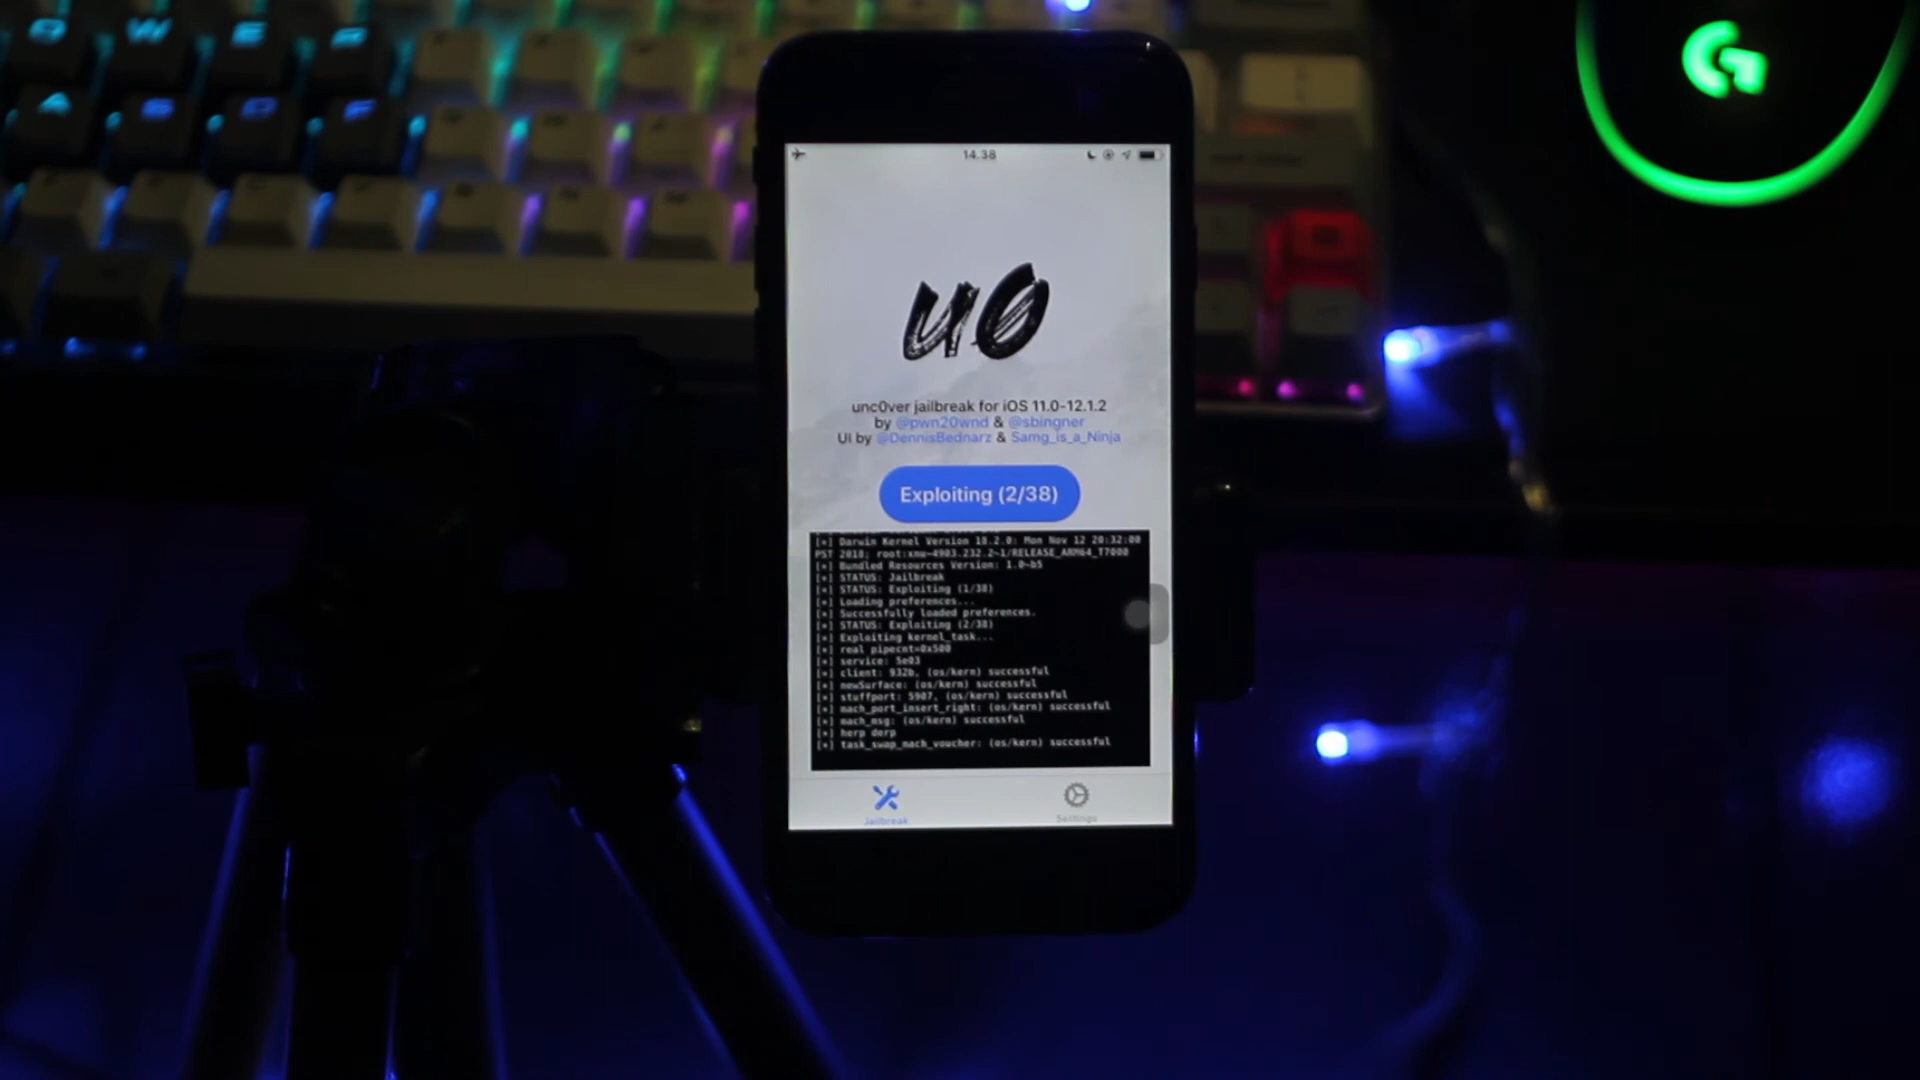 Q W E R
A S D F
G
14.38
u0
unc0ver jailbreak for iOS 11.0-12.1.2
by @pwn20wnd & @sbingner
UI by @DennisBednarz & Samg_is_a_Ninja
Exploiting (2/38)
[*] Darwin Kernel Version 18.2.0: Mon Nov 12 20:32:00
PST 2018; root:xnu-4903.232.2~1/RELEASE_ARM64_T7000
[*] Bundled Resources Version: 1.0~b5
[*] STATUS: Jailbreak
[*] STATUS: Exploiting (1/38)
[*] Loading preferences...
[*] Successfully loaded preferences.
[*] STATUS: Exploiting (2/38)
[*] Exploiting kernel_task...
[*] real pipecnt=0x500
[*] service: 5e03
[*] client: 932b, (os/kern) successful
[*] newSurface: (os/kern) successful
[*] stuffport: 5907, (os/kern) successful
[*] mach_port_insert_right: (os/kern) successful
[*] mach_msg: (os/kern) successful
[*] herp derp
[*] task_swap_mach_voucher: (os/kern) successful
Jailbreak Settings